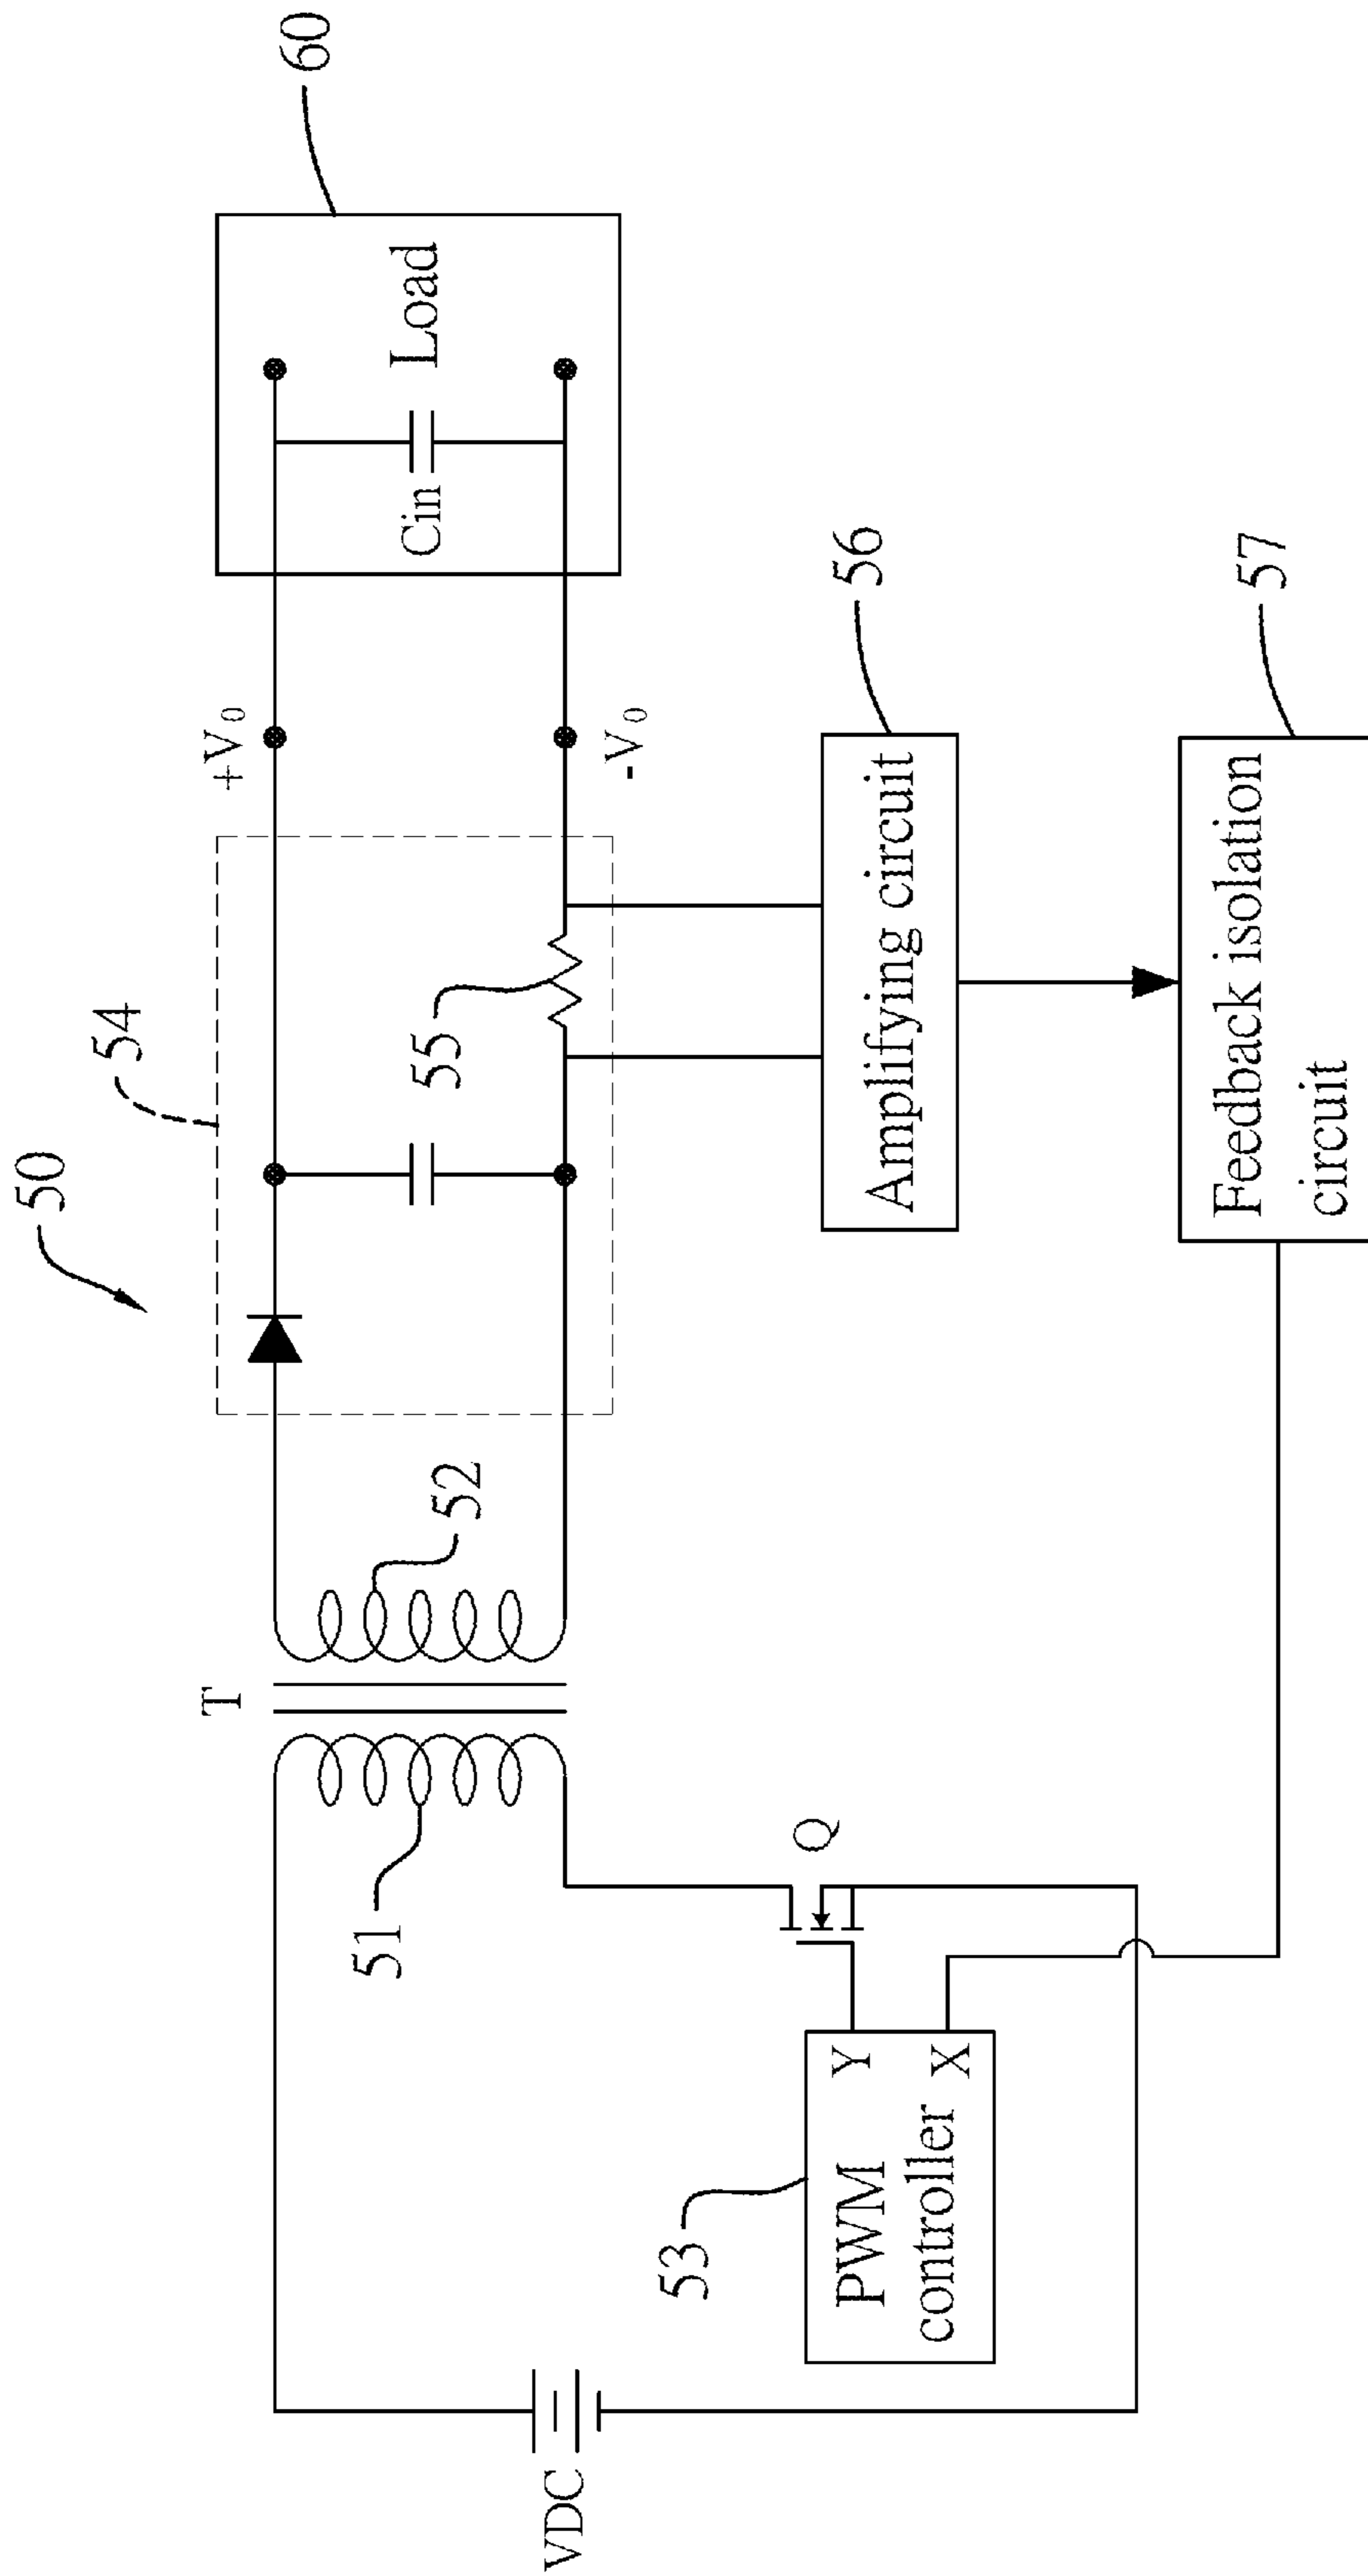 50
54
T
+V0
60
52
55
Cin
Load
51
-V0
VDC
Q
56
53
PWM
controller
Y
X
Amplifying circuit
57
Feedback isolation
circuit